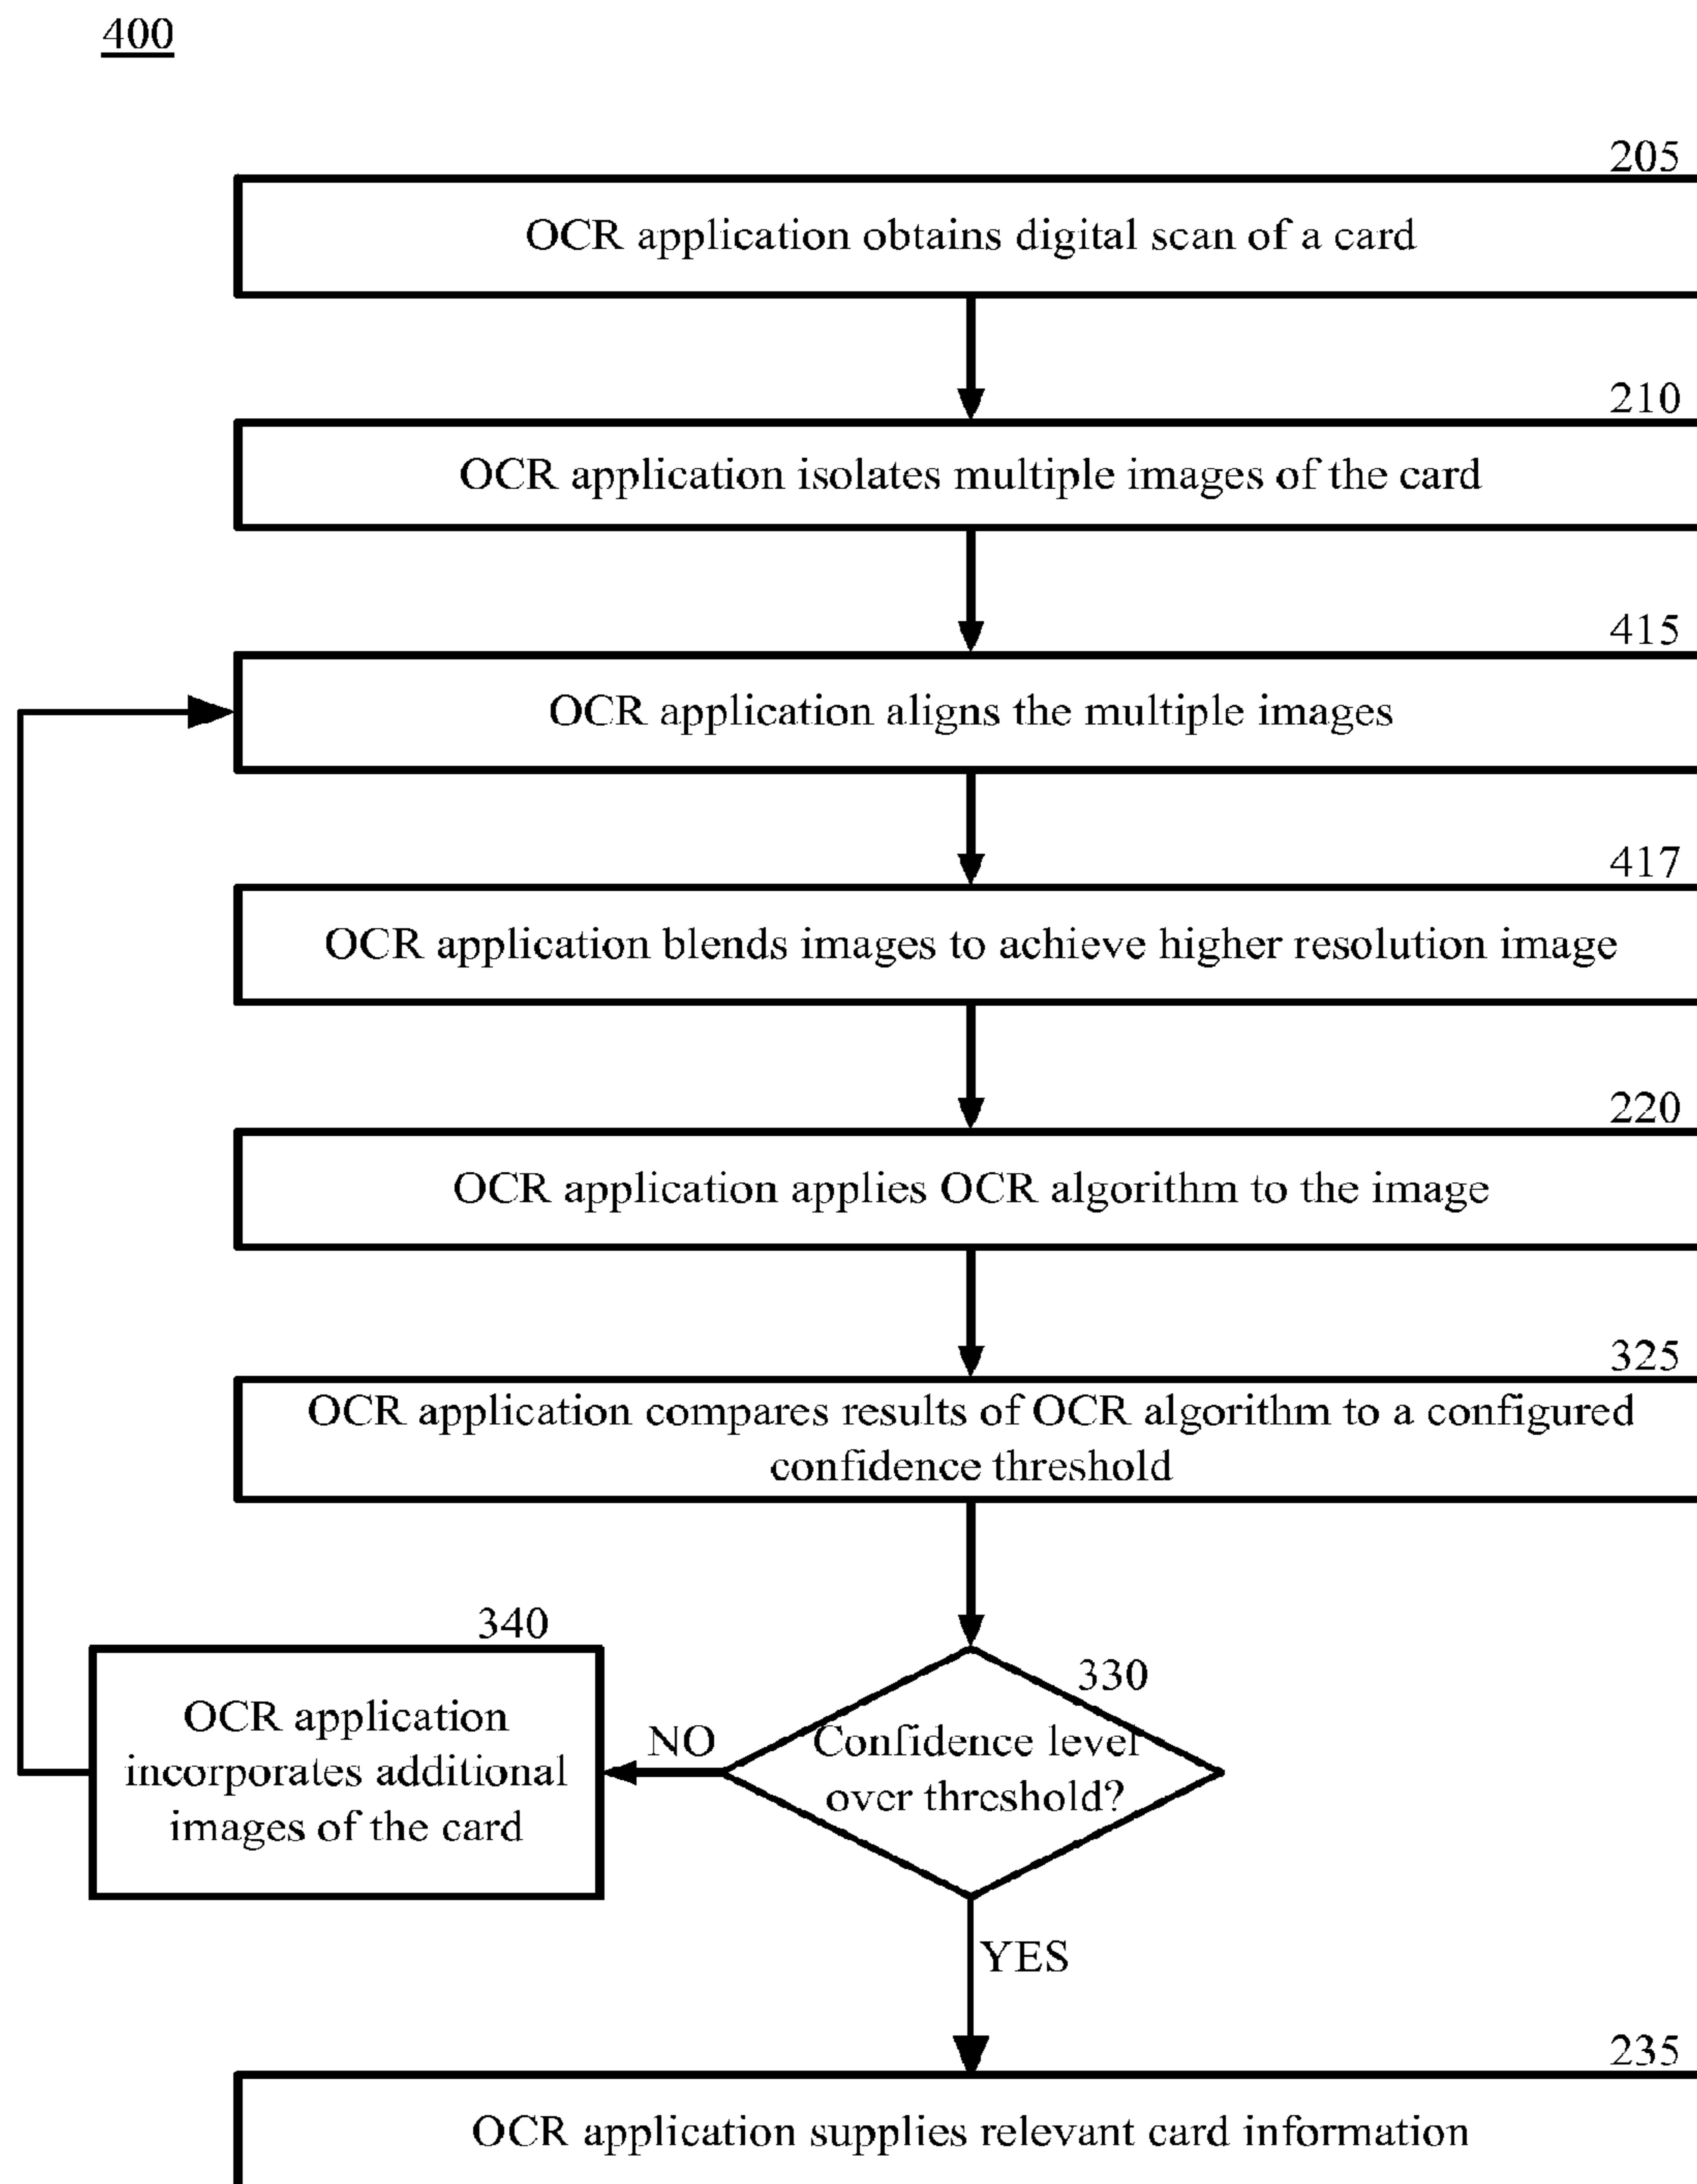 400
205
OCR application obtains digital scan of a card
210
OCR application isolates multiple images of the card
415
OCR application aligns the multiple images
417
OCR application blends images to achieve higher resolution image
220
OCR application applies OCR algorithm to the image
325
OCR application compares results of OCR algorithm to a configured
confidence threshold
340
OCR application
incorporates additional
images of the card
NO
330
Confidence level
over threshold?
YES
235
OCR application supplies relevant card information